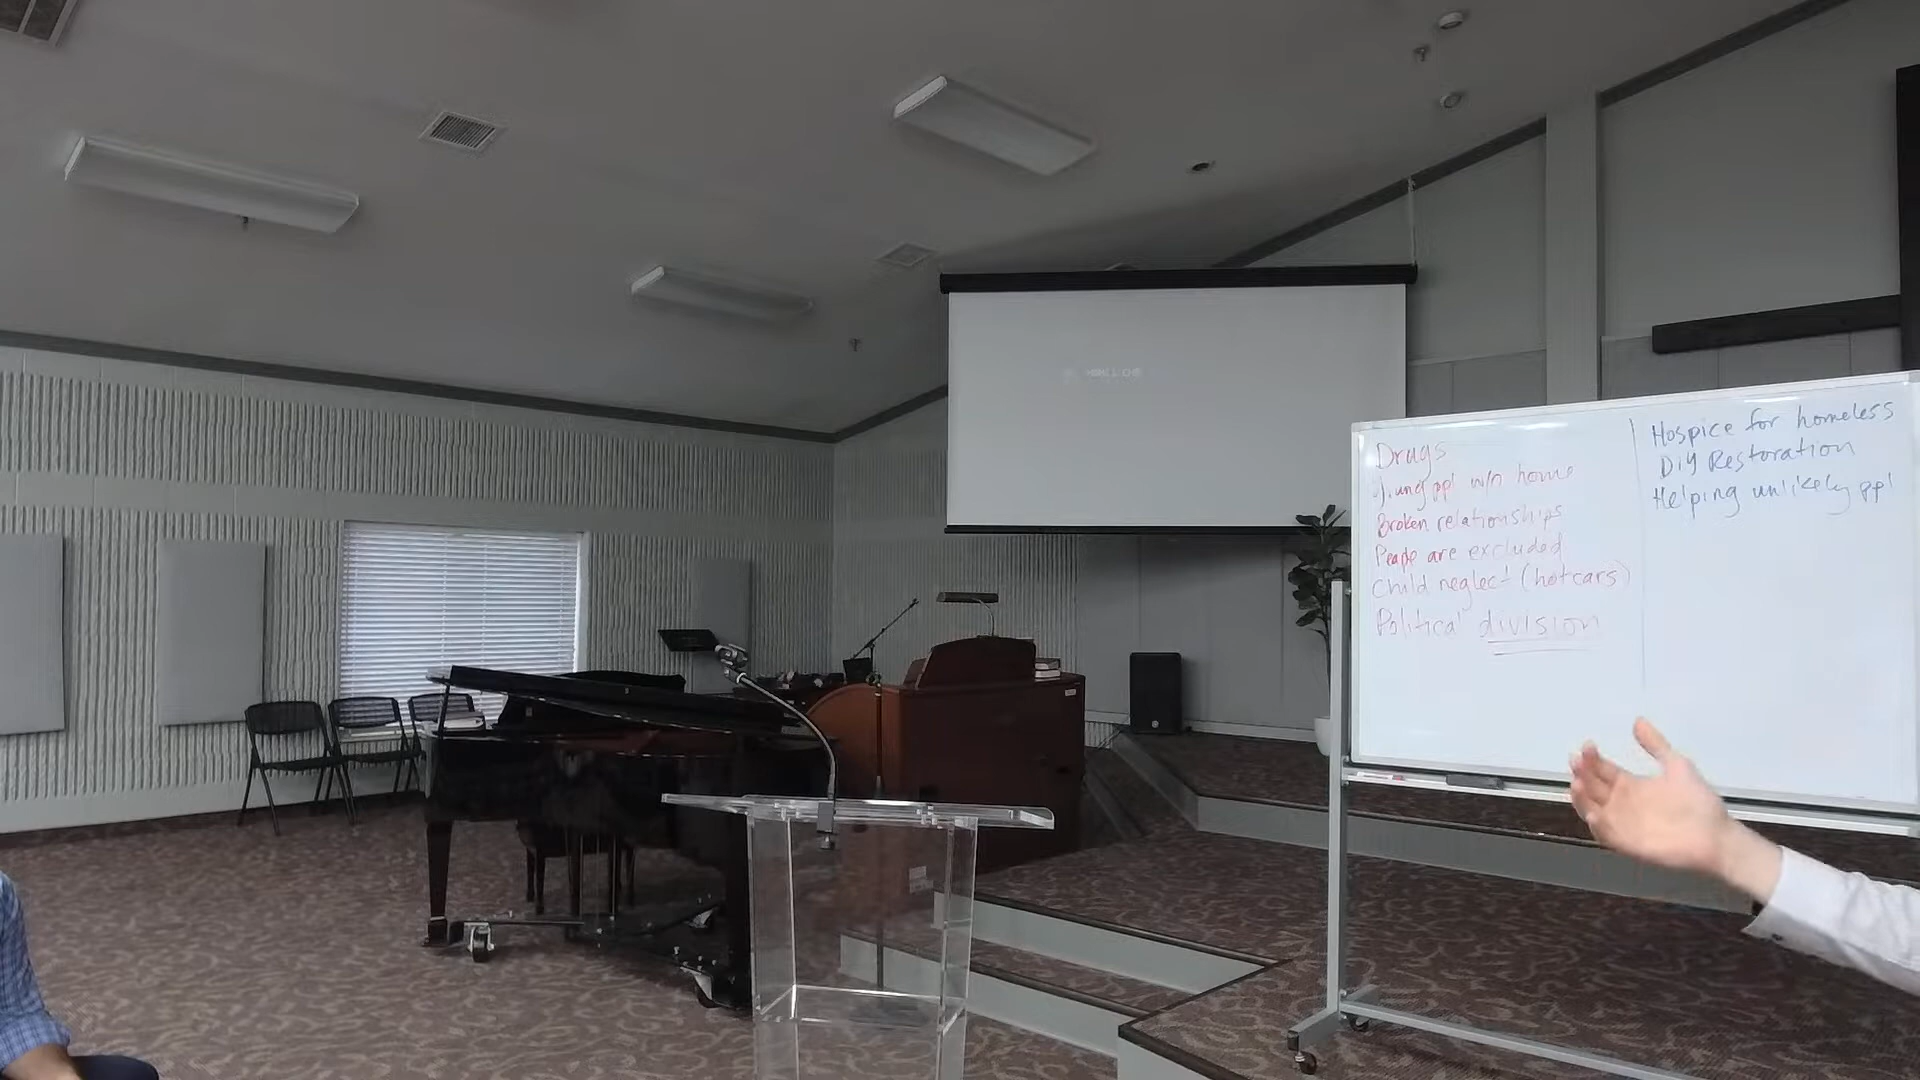 Drugs
Young ppl w/n home
Broken relationships
People are excluded
Child neglect (hot cars)
Political division
Hospice for homeless
DIY Restoration
Helping unlikely ppl